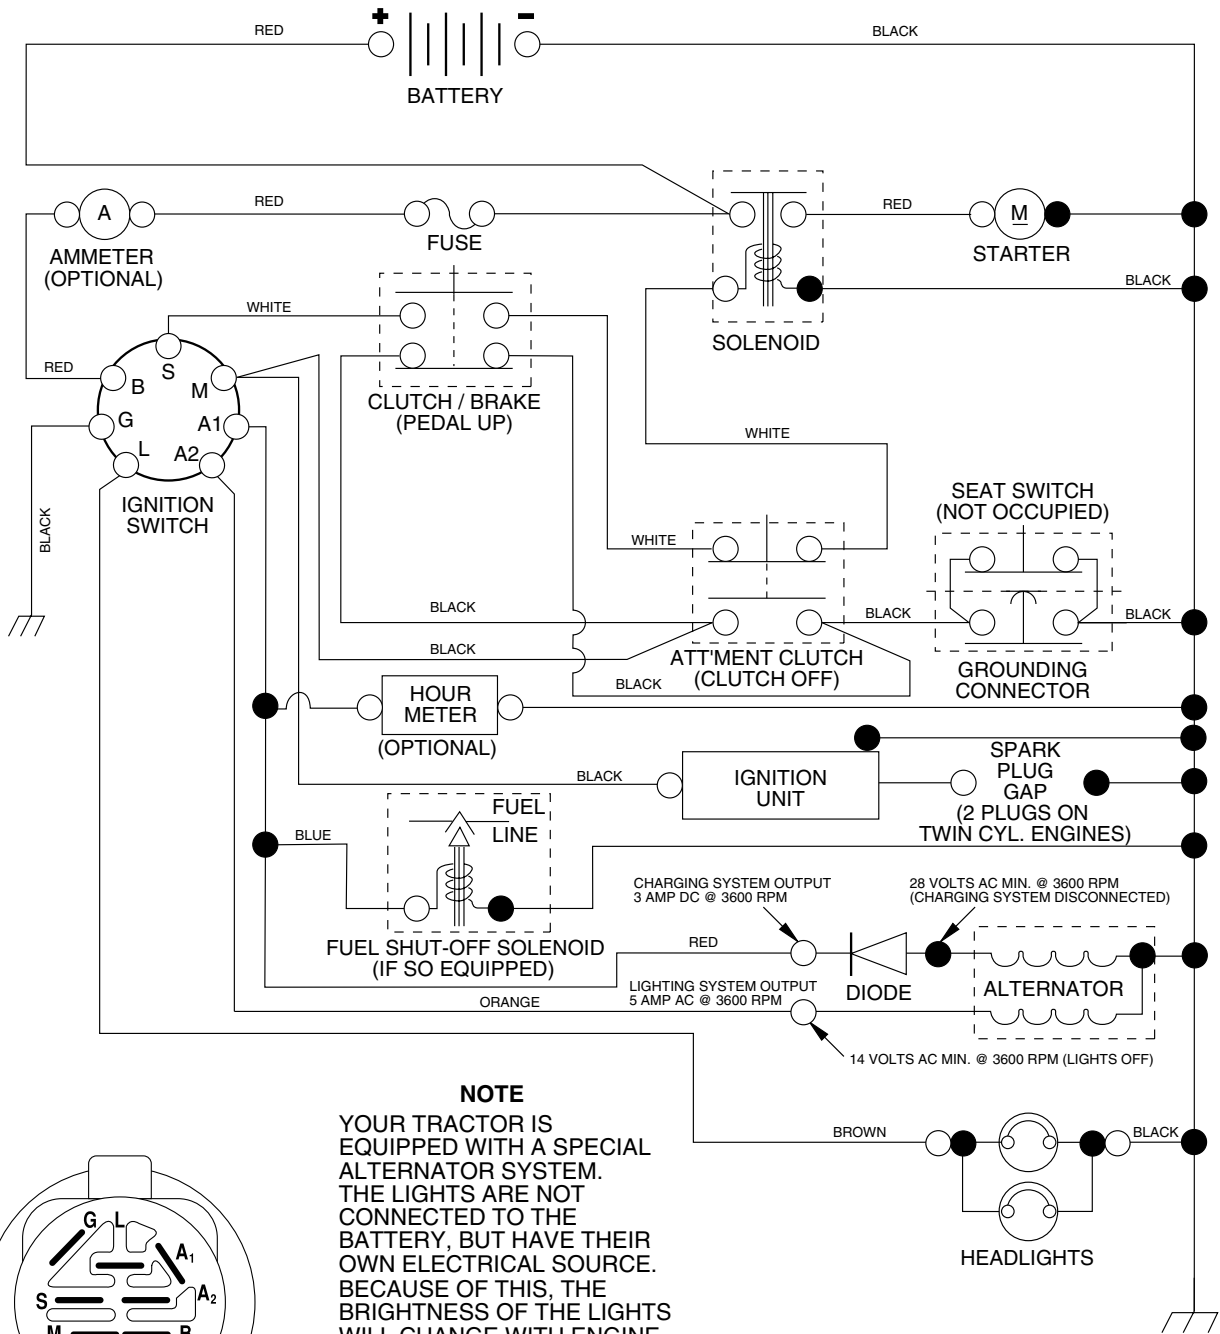 + -
RED
BLACK
BATTERY
A
RED
RED
M
AMMETER
(OPTIONAL)
FUSE
STARTER
BLACK
WHITE
SOLENOID
RED
S
B
M
G
A1
L
A2
CLUTCH / BRAKE
(PEDAL UP)
WHITE
IGNITION
SWITCH
BLACK
SEAT SWITCH
(NOT OCCUPIED)
WHITE
BLACK
BLACK
BLACK
BLACK
ATT'MENT CLUTCH
(CLUTCH OFF)
BLACK
GROUNDING
CONNECTOR
HOUR
METER
(OPTIONAL)
BLACK
IGNITION
UNIT
SPARK
PLUG
GAP
(2 PLUGS ON
TWIN CYL. ENGINES)
FUEL
LINE
BLUE
CHARGING SYSTEM OUTPUT
3 AMP DC @ 3600 RPM
28 VOLTS AC MIN. @ 3600 RPM
(CHARGING SYSTEM DISCONNECTED)
FUEL SHUT-OFF SOLENOID
(IF SO EQUIPPED)
RED
DIODE
ALTERNATOR
LIGHTING SYSTEM OUTPUT
5 AMP AC @ 3600 RPM
ORANGE
14 VOLTS AC MIN. @ 3600 RPM (LIGHTS OFF)
BROWN
BLACK
HEADLIGHTS
NOTE
YOUR TRACTOR IS
EQUIPPED WITH A SPECIAL
ALTERNATOR SYSTEM.
THE LIGHTS ARE NOT
CONNECTED TO THE
BATTERY, BUT HAVE THEIR
OWN ELECTRICAL SOURCE.
BECAUSE OF THIS, THE
BRIGHTNESS OF THE LIGHTS
WILL CHANGE WITH ENGINE
G L
A1
A2
S
M B